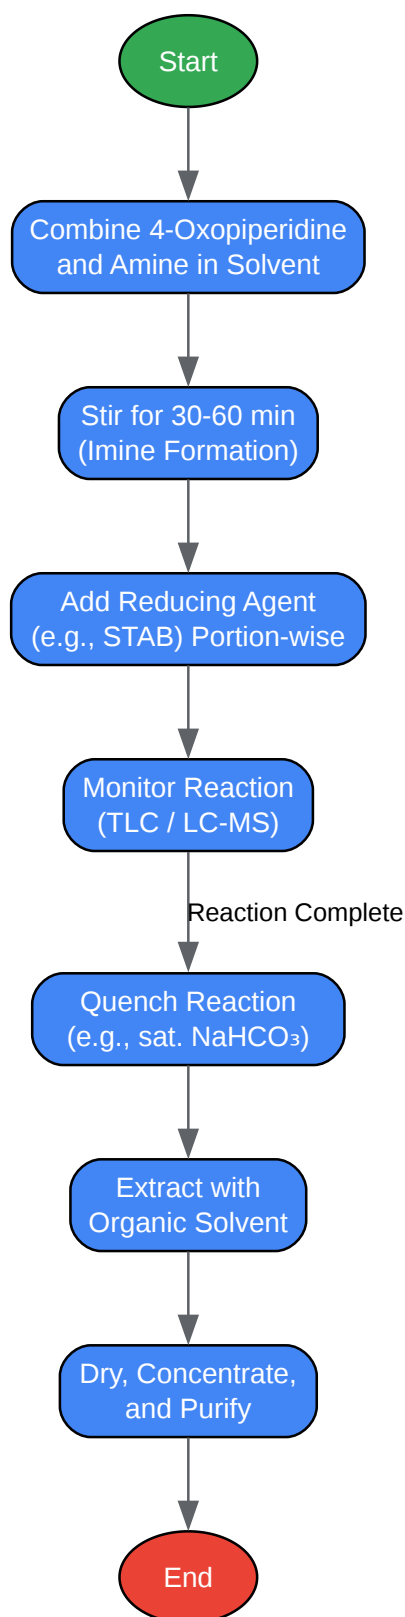 Start
Combine 4-Oxopiperidine
and Amine in Solvent
Stir for 30-60 min
(Imine Formation)
Add Reducing Agent
(e.g., STAB) Portion-wise
Monitor Reaction
(TLC / LC-MS)
Reaction Complete
Quench Reaction
(e.g., sat. NaHCO₃)
Extract with
Organic Solvent
Dry, Concentrate,
and Purify
End